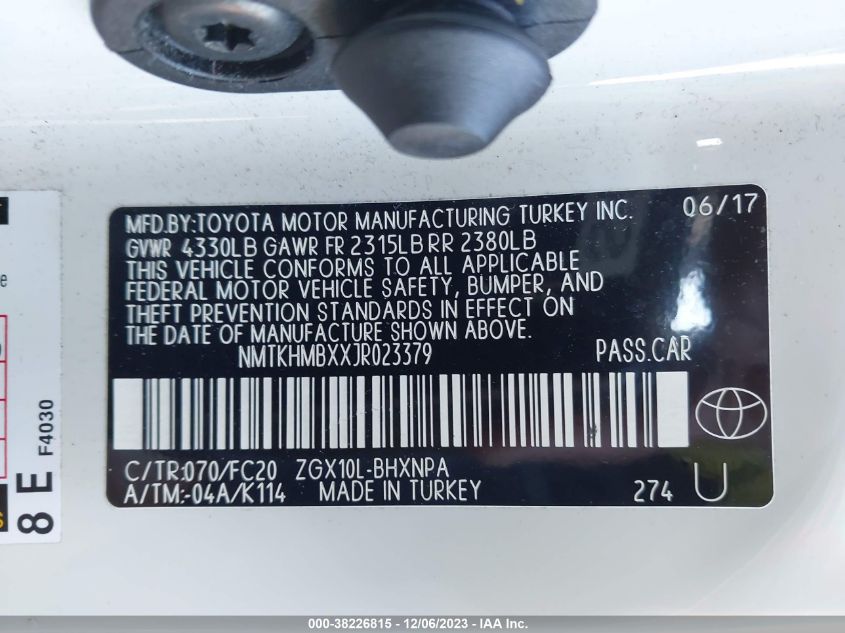 MFD.BY:TOYOTA MOTOR MANUFACTURING TURKEY INC. 06/17
GVWR 4330LB GAWR FR 2315LB RR 2380LB
THIS VEHICLE CONFORMS TO ALL APPLICABLE
FEDERAL MOTOR VEHICLE SAFETY, BUMPER, AND
THEFT PREVENTION STANDARDS IN EFFECT ON
THE DATE OF MANUFACTURE SHOWN ABOVE.
NMTKHMBXXJR023379 PASS.CAR
C/TR:070/FC20 ZGX10L-BHXNPA
A/TM:-04A/K114 MADE IN TURKEY 274 U
8 E F4030
000-38226815 - 12/06/2023 - IAAI.com